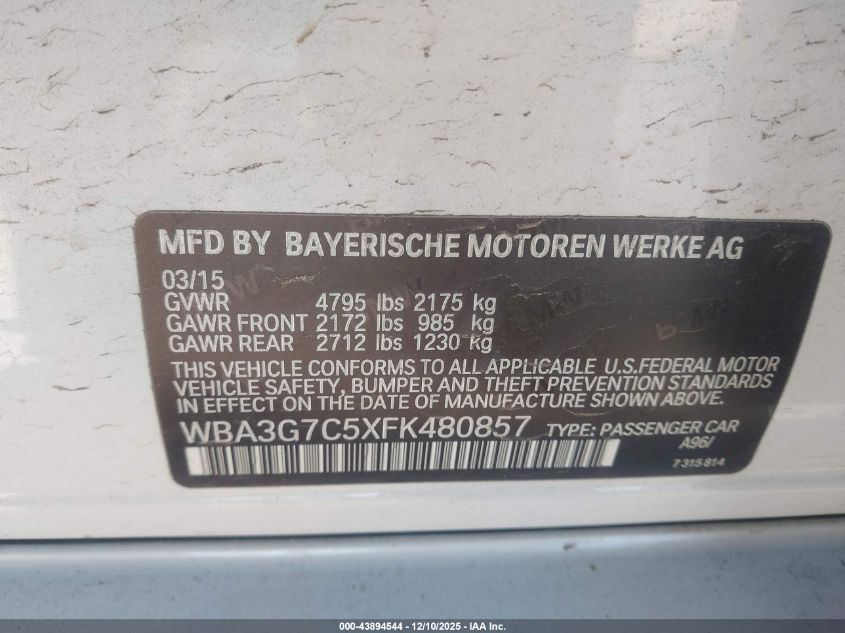 MFD BY BAYERISCHE MOTOREN WERKE AG
03/15
GVWR 4795 lbs 2175 kg
GAWR FRONT 2172 lbs 985 kg
GAWR REAR 2712 lbs 1230 kg
THIS VEHICLE CONFORMS TO ALL APPLICABLE U.S.FEDERAL MOTOR
VEHICLE SAFETY, BUMPER AND THEFT PREVENTION STANDARDS
IN EFFECT ON THE DATE OF MANUFACTURE SHOWN ABOVE.
WBA3G7C5XFK480857 TYPE: PASSENGER CAR
A96/
7 315 814
000-43894544 - 12/10/2025 - IAA Inc.